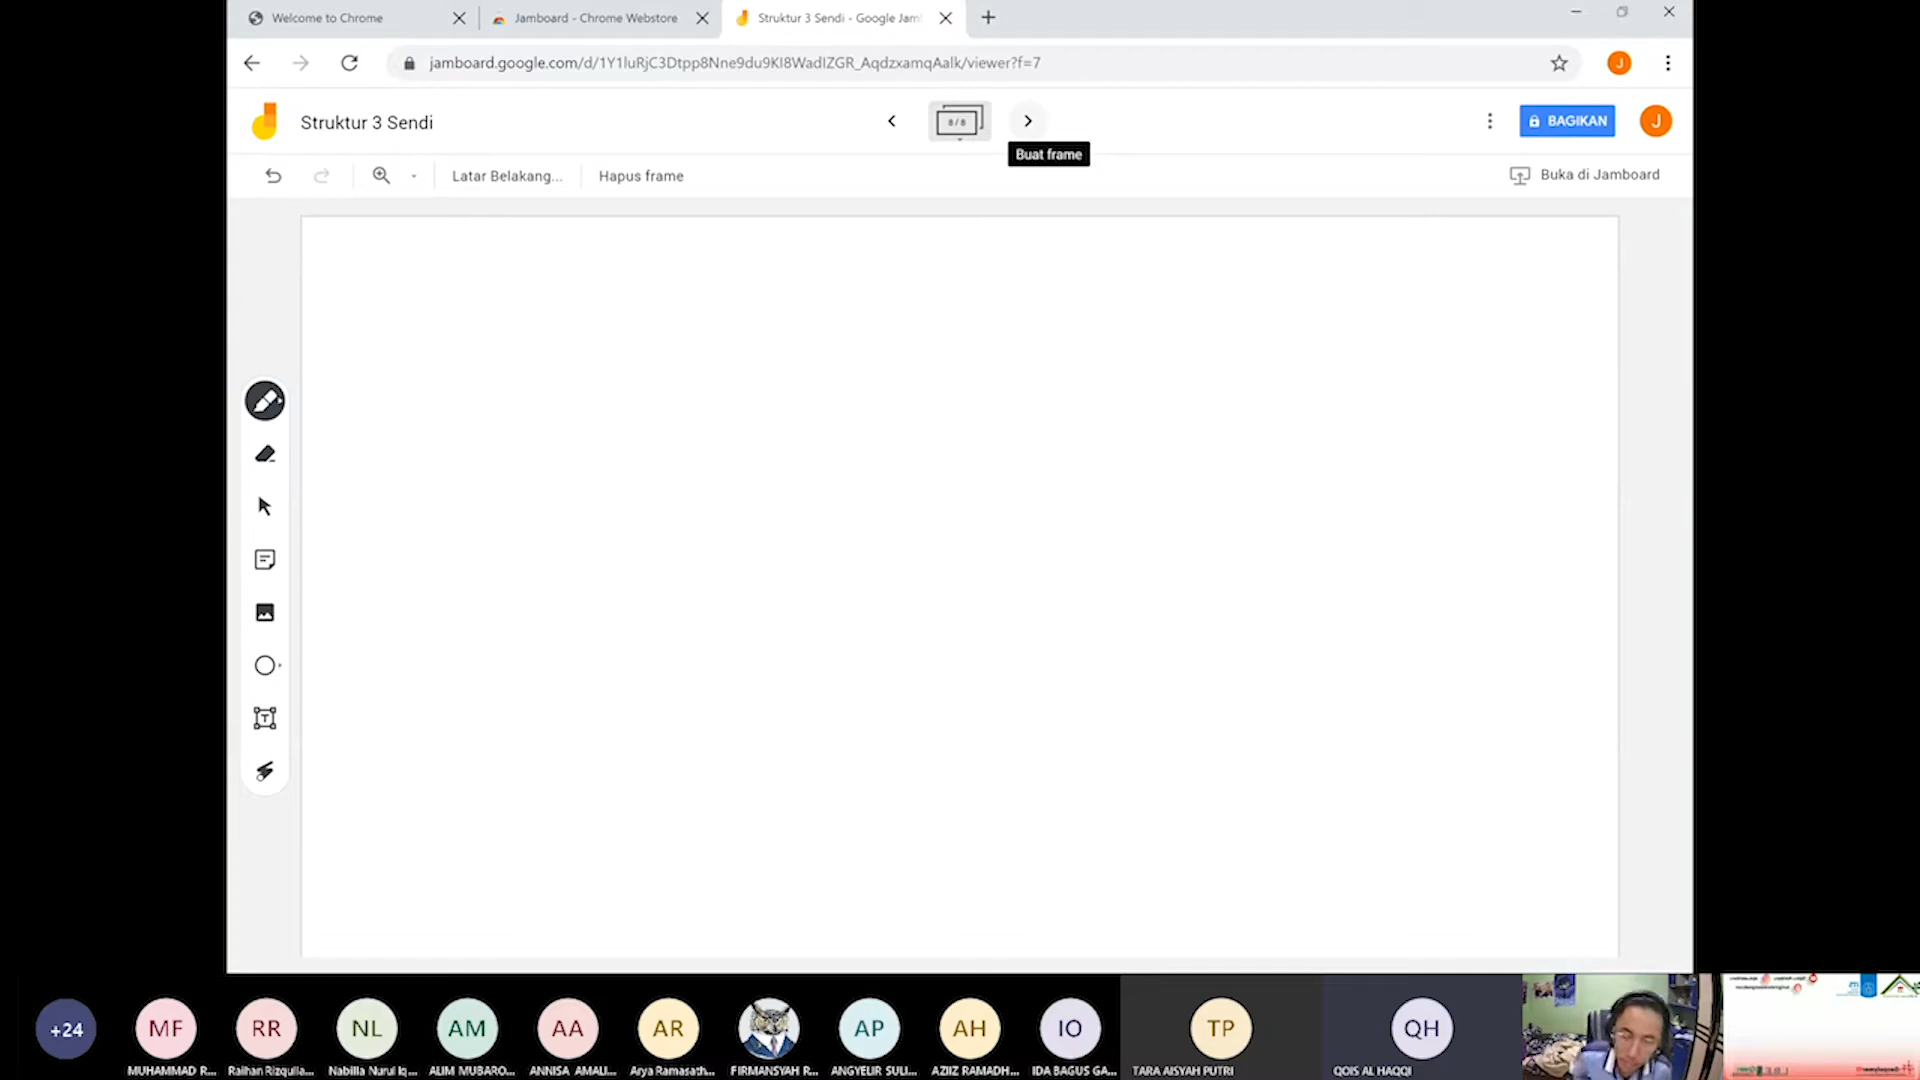 Welcome to Chrome
Jamboard - Chrome Webstore
Struktur 3 Sendi - Google Jam
jamboard.google.com/d/1Y1luRjC3Dtpp8Nne9du9KI8WadIZGR_AqdzxamqAalk/viewer?f=7
J
Struktur 3 Sendi
8/8
BAGIKAN
J
Buat frame
Latar Belakang...
Hapus frame
Buka di Jamboard
+24
MF
RR
NL
AM
AA
AR
AP
AH
IO
TP
QH
MUHAMMAD R...
Raihan Rizqulla...
Nabilla Nurul Iq...
ALIM MUBARO...
ANNISA AMALI...
Arya Ramasath...
FIRMANSYAH R...
ANGYELIR SULI...
AZIIZ RAMADH...
IDA BAGUS GA...
TARA AISYAH PUTRI
QOIS AL HAQQI